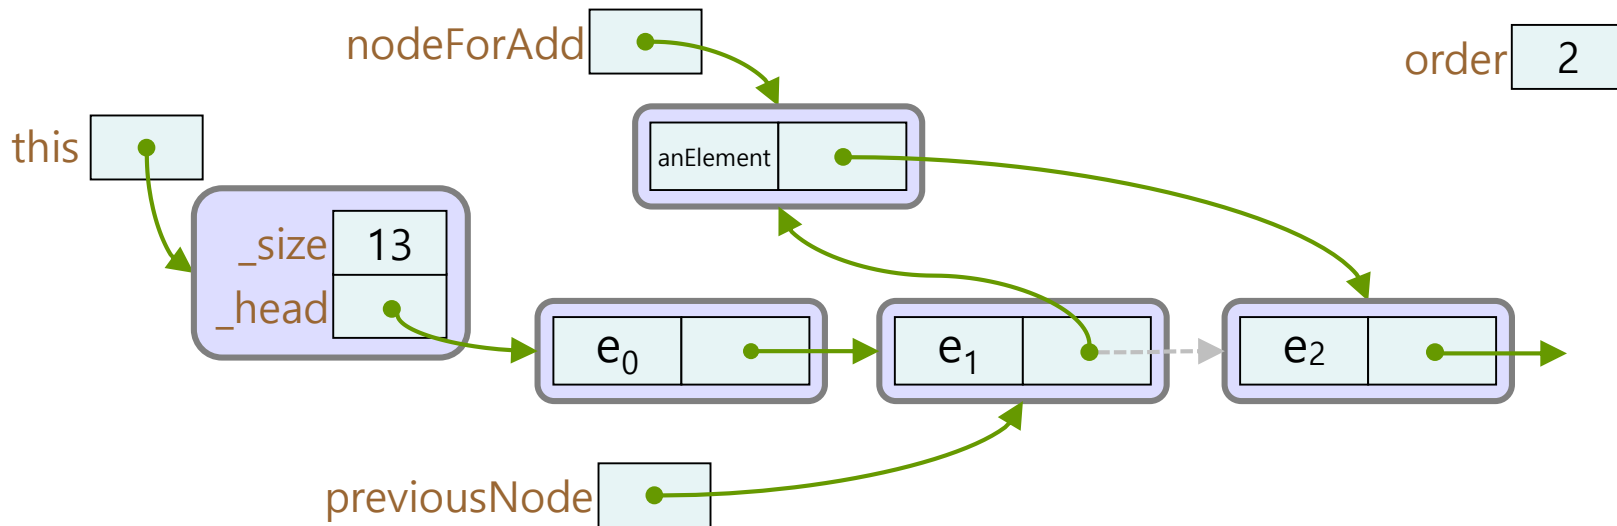 nodeForAdd
order 2
this
anElement
_size 13
_head
e₀ e₁ e2
previousNode